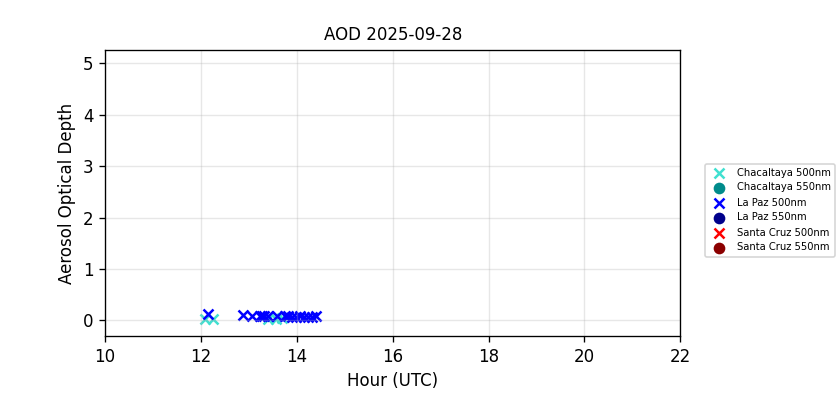 AOD 2025-09-28
Aerosol Optical Depth
5
4
3
2
1
0
10 12 14 16 18 20 22
Hour (UTC)
Chacaltaya 500nm
Chacaltaya 550nm
La Paz 500nm
La Paz 550nm
Santa Cruz 500nm
Santa Cruz 550nm